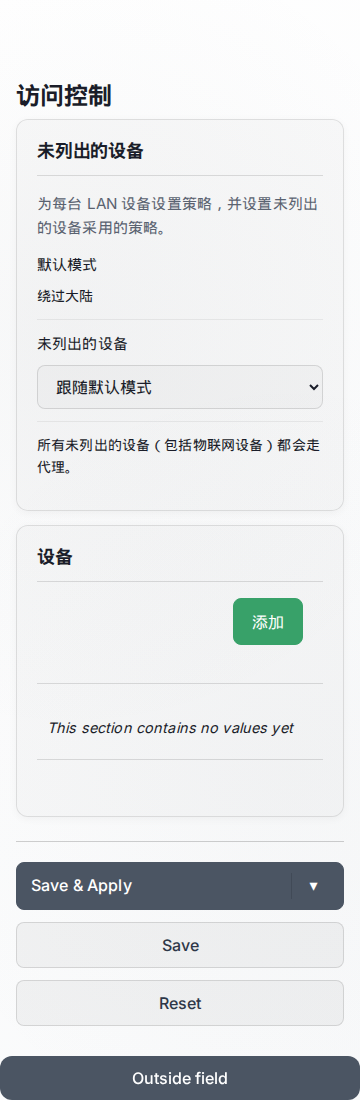 访问控制
未列出的设备
为每台 LAN 设备设置策略，并设置未列出
的设备采用的策略。
默认模式
绕过大陆
未列出的设备
跟随默认模式
所有未列出的设备（包括物联网设备）都会走
代理。
设备
添加
This section contains no values yet
Save & Apply ▼
Save
Reset
Outside field